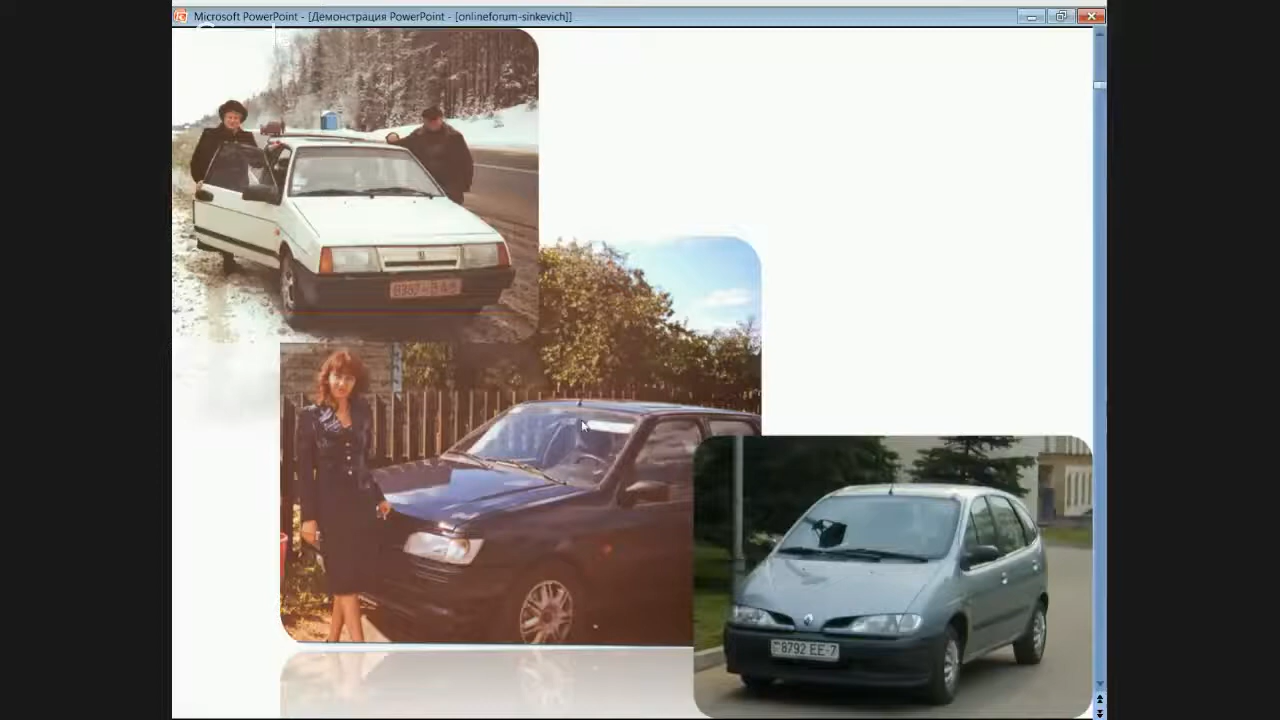 Microsoft PowerPoint - [Демонстрация PowerPoint - [onlineforum-sinkevich]]
8792 EE-7